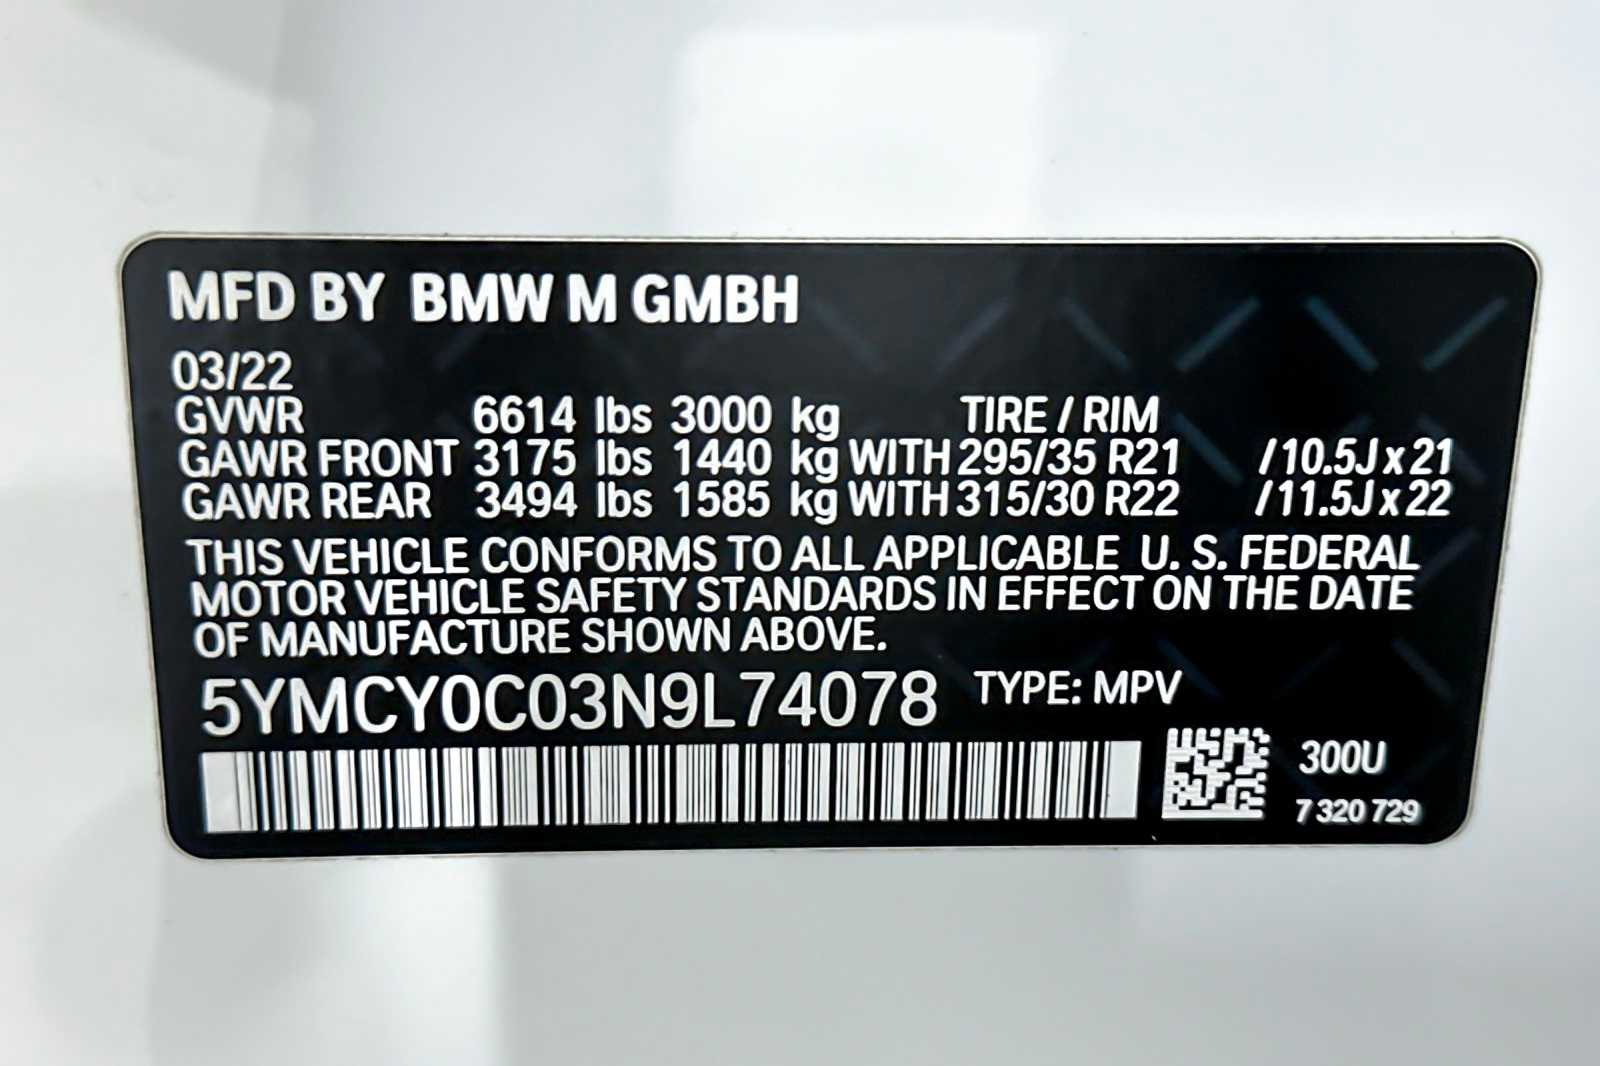 MFD BY BMW M GMBH
03/22
GVWR 6614 lbs 3000 kg TIRE / RIM
GAWR FRONT 3175 lbs 1440 kg WITH 295/35 R21 /10.5J x 21
GAWR REAR 3494 lbs 1585 kg WITH 315/30 R22 /11.5J x 22
THIS VEHICLE CONFORMS TO ALL APPLICABLE U. S. FEDERAL
MOTOR VEHICLE SAFETY STANDARDS IN EFFECT ON THE DATE
OF MANUFACTURE SHOWN ABOVE.
5YMCY0C03N9L74078 TYPE: MPV
300U
7 320 729